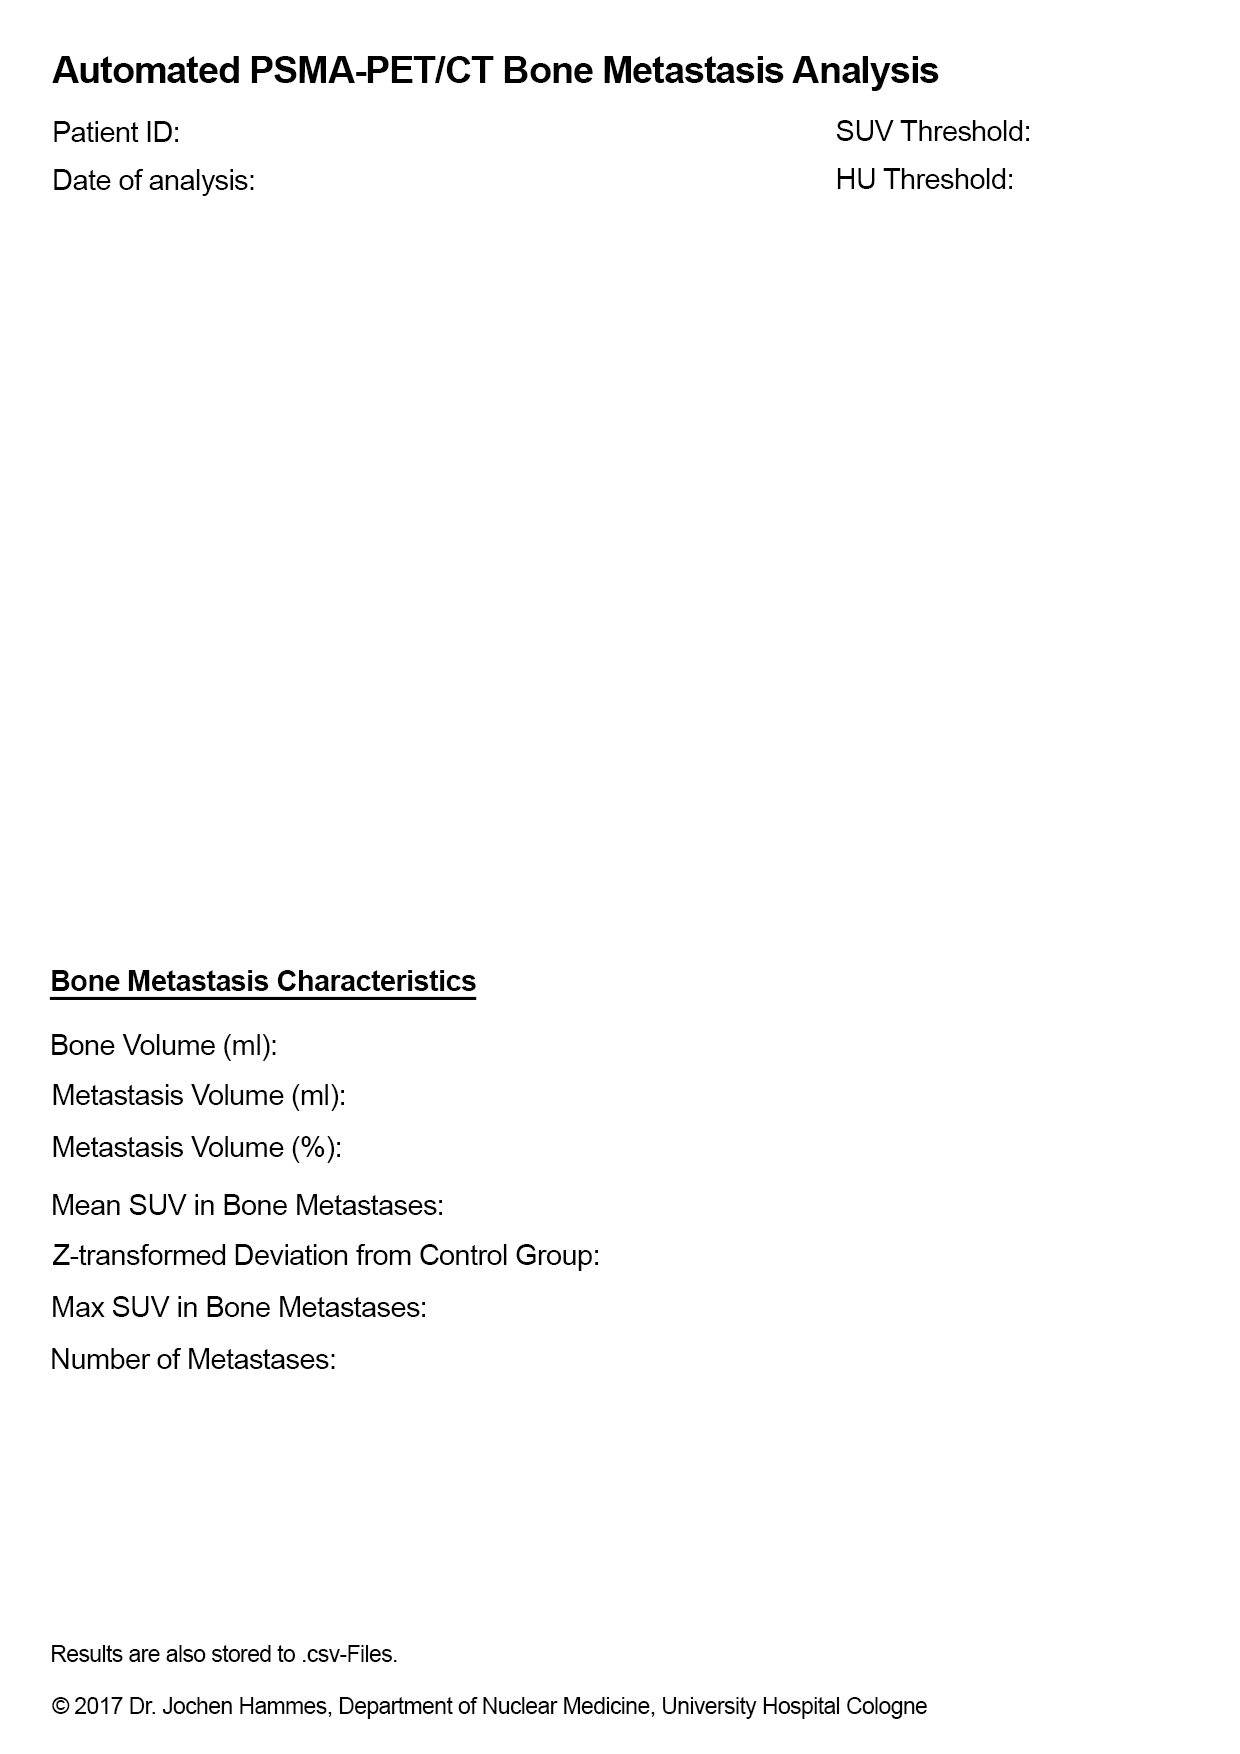 Automated PSMA-PET/CT Bone Metastasis Analysis
Patient ID:
SUV Threshold:
Date of analysis:
HU Threshold:
Bone Metastasis Characteristics
Bone Volume (ml):
Metastasis Volume (ml):
Metastasis Volume (%):
Mean SUV in Bone Metastases:
Z-transformed Deviation from Control Group:
Max SUV in Bone Metastases:
Number of Metastases:
Results are also stored to .csv-Files.
© 2017 Dr. Jochen Hammes, Department of Nuclear Medicine, University Hospital Cologne